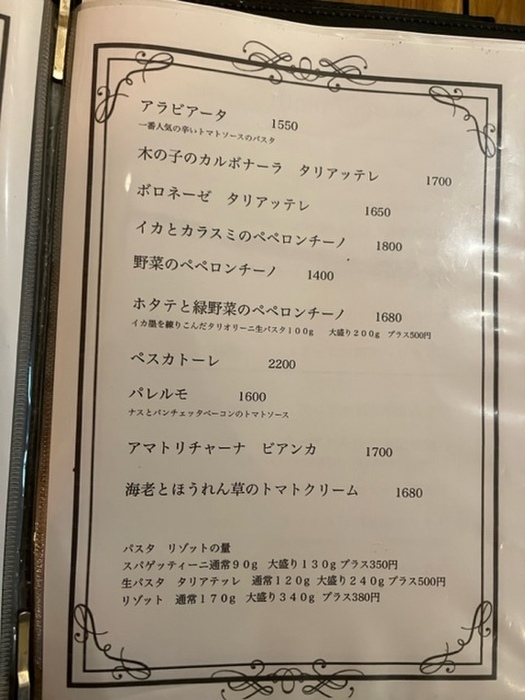 アラビアータ 1550
一番人気の辛いトマトソースのパスタ
木の子のカルボナーラ タリアッテレ 1700
ボロネーゼ タリアッテレ 1650
イカとカラスミのペペロンチーノ 1800
野菜のペペロンチーノ 1400
ホタテと緑野菜のペペロンチーノ 1680
イカ墨を練りこんだタリオリーニ生パスタ100g 大盛り200g プラス500円
ペスカトーレ 2200
パレルモ 1600
ナスとパンチェッタベーコンのトマトソース
アマトリチャーナ ビアンカ 1700
海老とほうれん草のトマトクリーム 1680
パスタ リゾットの量
スパゲッティーニ通常90g 大盛り130gプラス350円
生パスタ タリアテッレ 通常120g 大盛り240gプラス500円
リゾット 通常170g 大盛り340g プラス380円